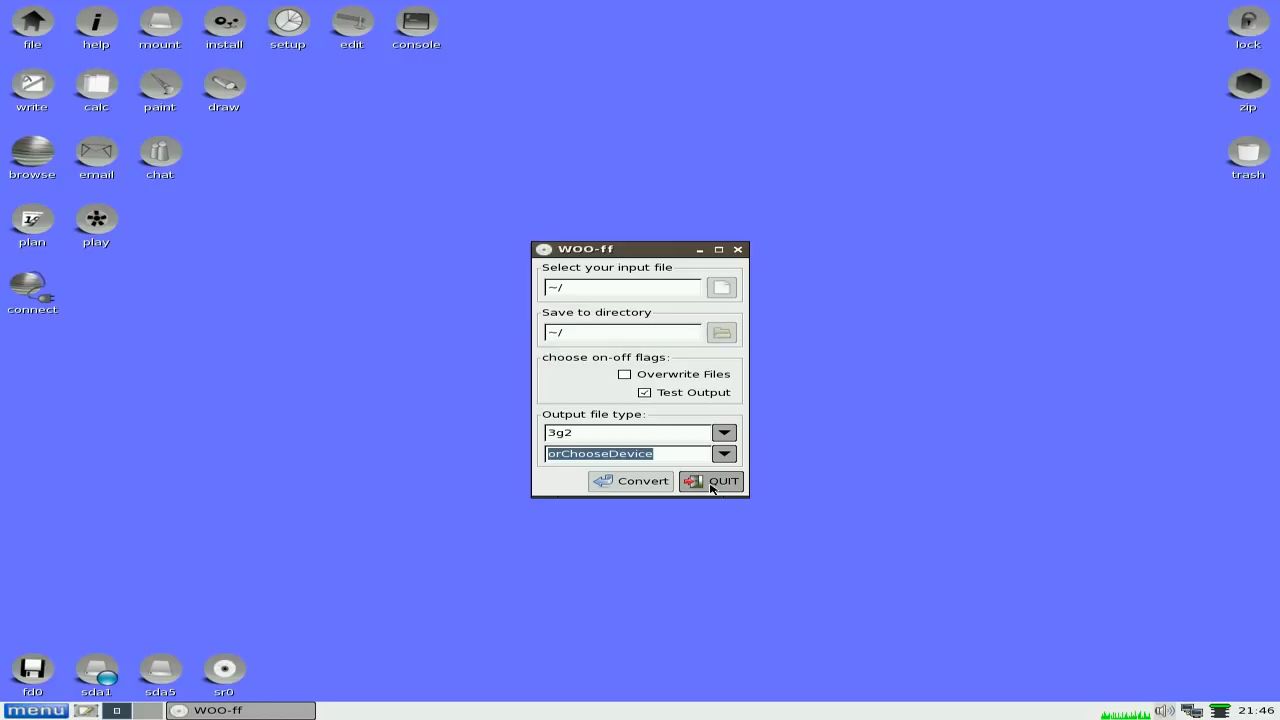 file help mount install setup edit console lock
write calc paint draw zip
browse email chat trash
plan play
connect
WOO-ff
Select your input file
~/
Save to directory
~/
choose on-off flags:
Overwrite Files
Test Output
Output file type:
3g2
orChooseDevice
Convert QUIT
fd0 sda1 sda5 sr0
menu WOO-ff 21:46